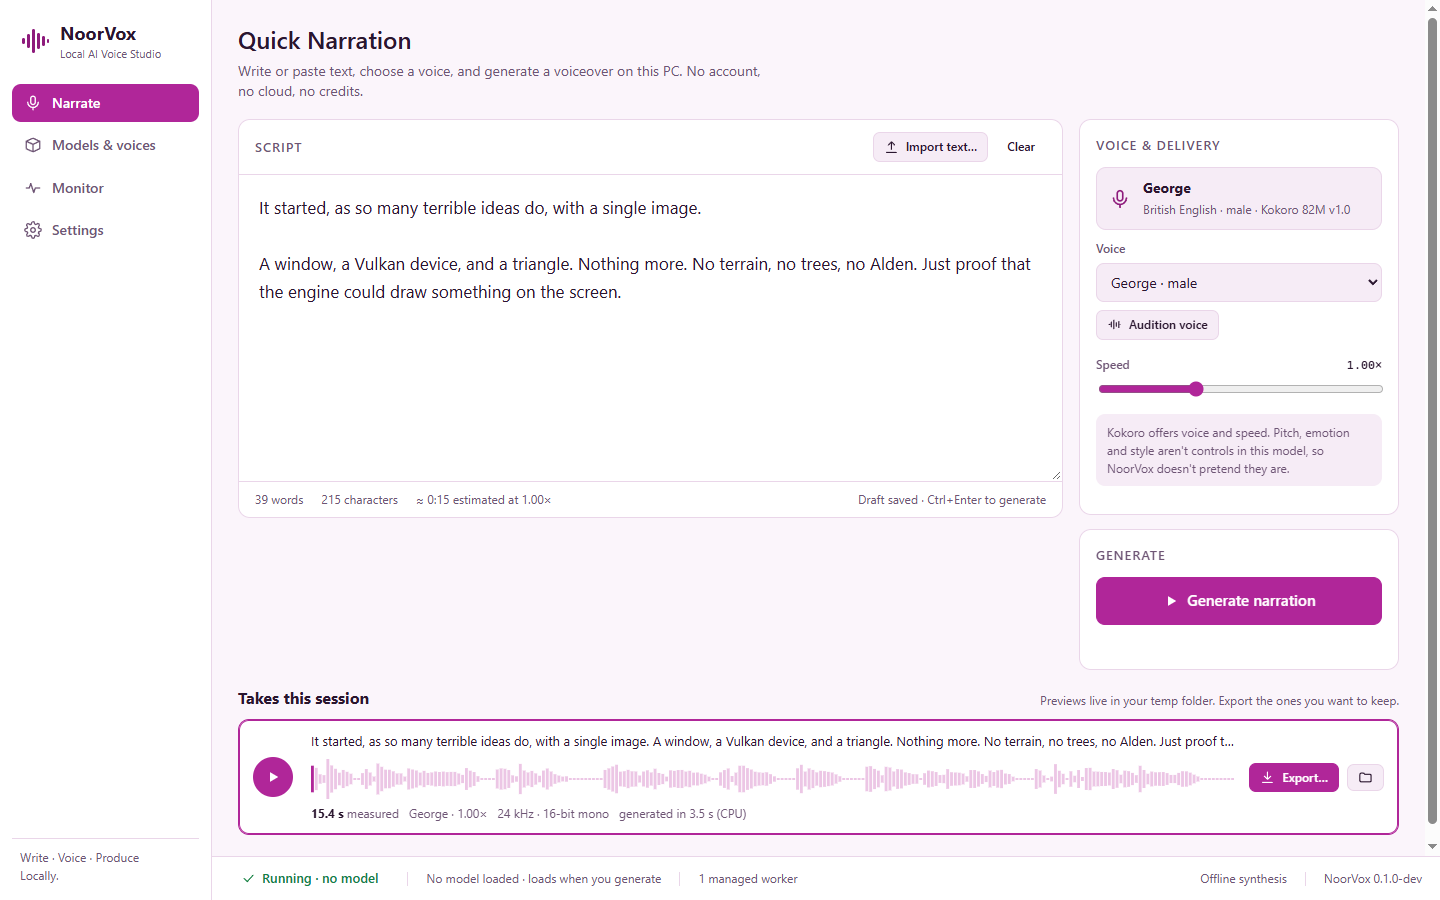 NoorVox
Local AI Voice Studio
Narrate
Models & voices
Monitor
Settings
Write · Voice · Produce
Locally.
Quick Narration
Write or paste text, choose a voice, and generate a voiceover on this PC. No account,
no cloud, no credits.
SCRIPT
Import text...
Clear
It started, as so many terrible ideas do, with a single image.
A window, a Vulkan device, and a triangle. Nothing more. No terrain, no trees, no Alden. Just proof that
the engine could draw something on the screen.
39 words 215 characters ≈ 0:15 estimated at 1.00×
Draft saved · Ctrl+Enter to generate
VOICE & DELIVERY
George
British English · male · Kokoro 82M v1.0
Voice
George · male
Audition voice
Speed 1.00×
Kokoro offers voice and speed. Pitch, emotion
and style aren't controls in this model, so
NoorVox doesn't pretend they are.
GENERATE
Generate narration
Takes this session
Previews live in your temp folder. Export the ones you want to keep.
It started, as so many terrible ideas do, with a single image. A window, a Vulkan device, and a triangle. Nothing more. No terrain, no trees, no Alden. Just proof t...
Export...
15.4 s measured George · 1.00× 24 kHz · 16-bit mono generated in 3.5 s (CPU)
Running · no model
No model loaded · loads when you generate
1 managed worker
Offline synthesis
NoorVox 0.1.0-dev